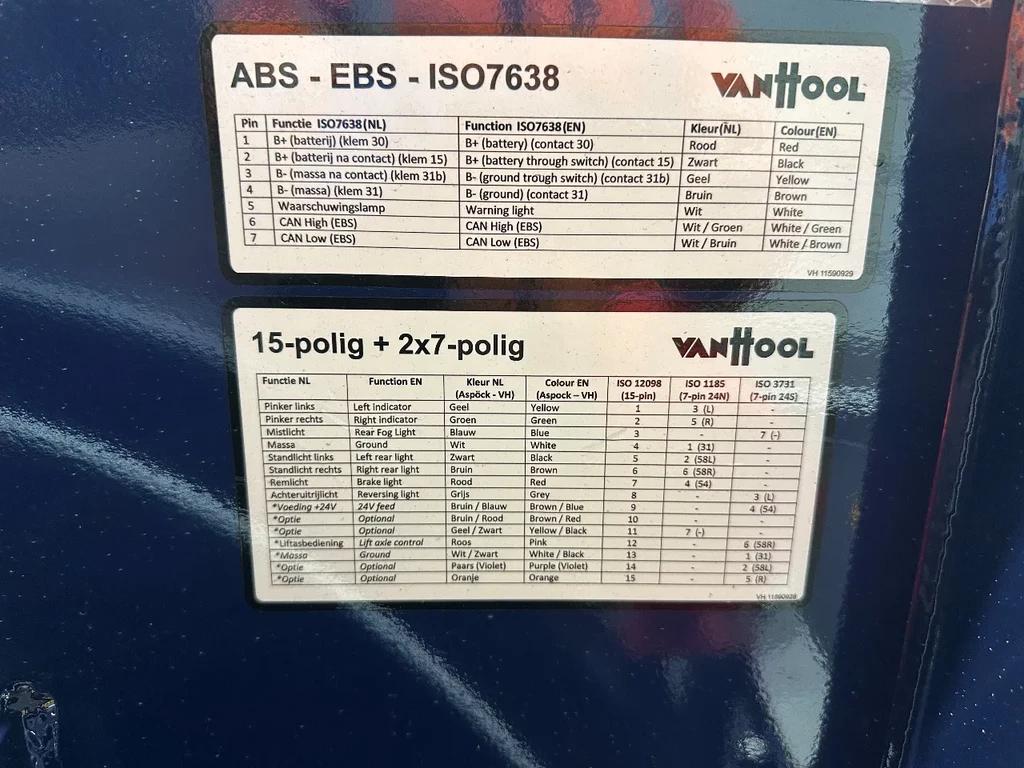 ABS - EBS - ISO7638 VANHOOL
Pin Functie ISO7638(NL) Function ISO7638(EN) Kleur(NL) Colour(EN)
1 B+ (batterij) (klem 30) B+ (battery) (contact 30) Rood Red
2 B+ (batterij na contact) (klem 15) B+ (battery through switch) (contact 15) Zwart Black
3 B- (massa na contact) (klem 31b) B- (ground trough switch) (contact 31b) Geel Yellow
4 B- (massa) (klem 31) B- (ground) (contact 31) Bruin Brown
5 Waarschuwingslamp Warning light Wit White
6 CAN High (EBS) CAN High (EBS) Wit / Groen White / Green
7 CAN Low (EBS) CAN Low (EBS) Wit / Bruin White / Brown
VH 11590929
15-polig + 2x7-polig VANHOOL
Functie NL Function EN Kleur NL Colour EN ISO 12098 ISO 1185 ISO 3731
(Aspöck - VH) (Aspock – VH) (15-pin) (7-pin 24N) (7-pin 24S)
Pinker links Left indicator Geel Yellow 1 3 (L) -
Pinker rechts Right indicator Groen Green 2 5 (R) -
Mistlicht Rear Fog Light Blauw Blue 3 - 7 (-)
Massa Ground Wit White 4 1 (31) -
Standlicht links Left rear light Zwart Black 5 2 (58L) -
Standlicht rechts Right rear light Bruin Brown 6 6 (58R) -
Remlicht Brake light Rood Red 7 4 (54) -
Achteruitrijlicht Reversing light Grijs Grey 8 - 3 (L)
*Voeding +24V 24V feed Bruin / Blauw Brown / Blue 9 - 4 (54)
*Optie Optional Bruin / Rood Brown / Red 10 - -
*Optie Optional Geel / Zwart Yellow / Black 11 7 (-) -
*Liftasbediening Lift axle control Roos Pink 12 - 6 (58R)
*Massa Ground Wit / Zwart White / Black 13 - 1 (31)
*Optie Optional Paars (Violet) Purple (Violet) 14 - 2 (58L)
*Optie Optional Oranje Orange 15 - 5 (R)
VH 11590928